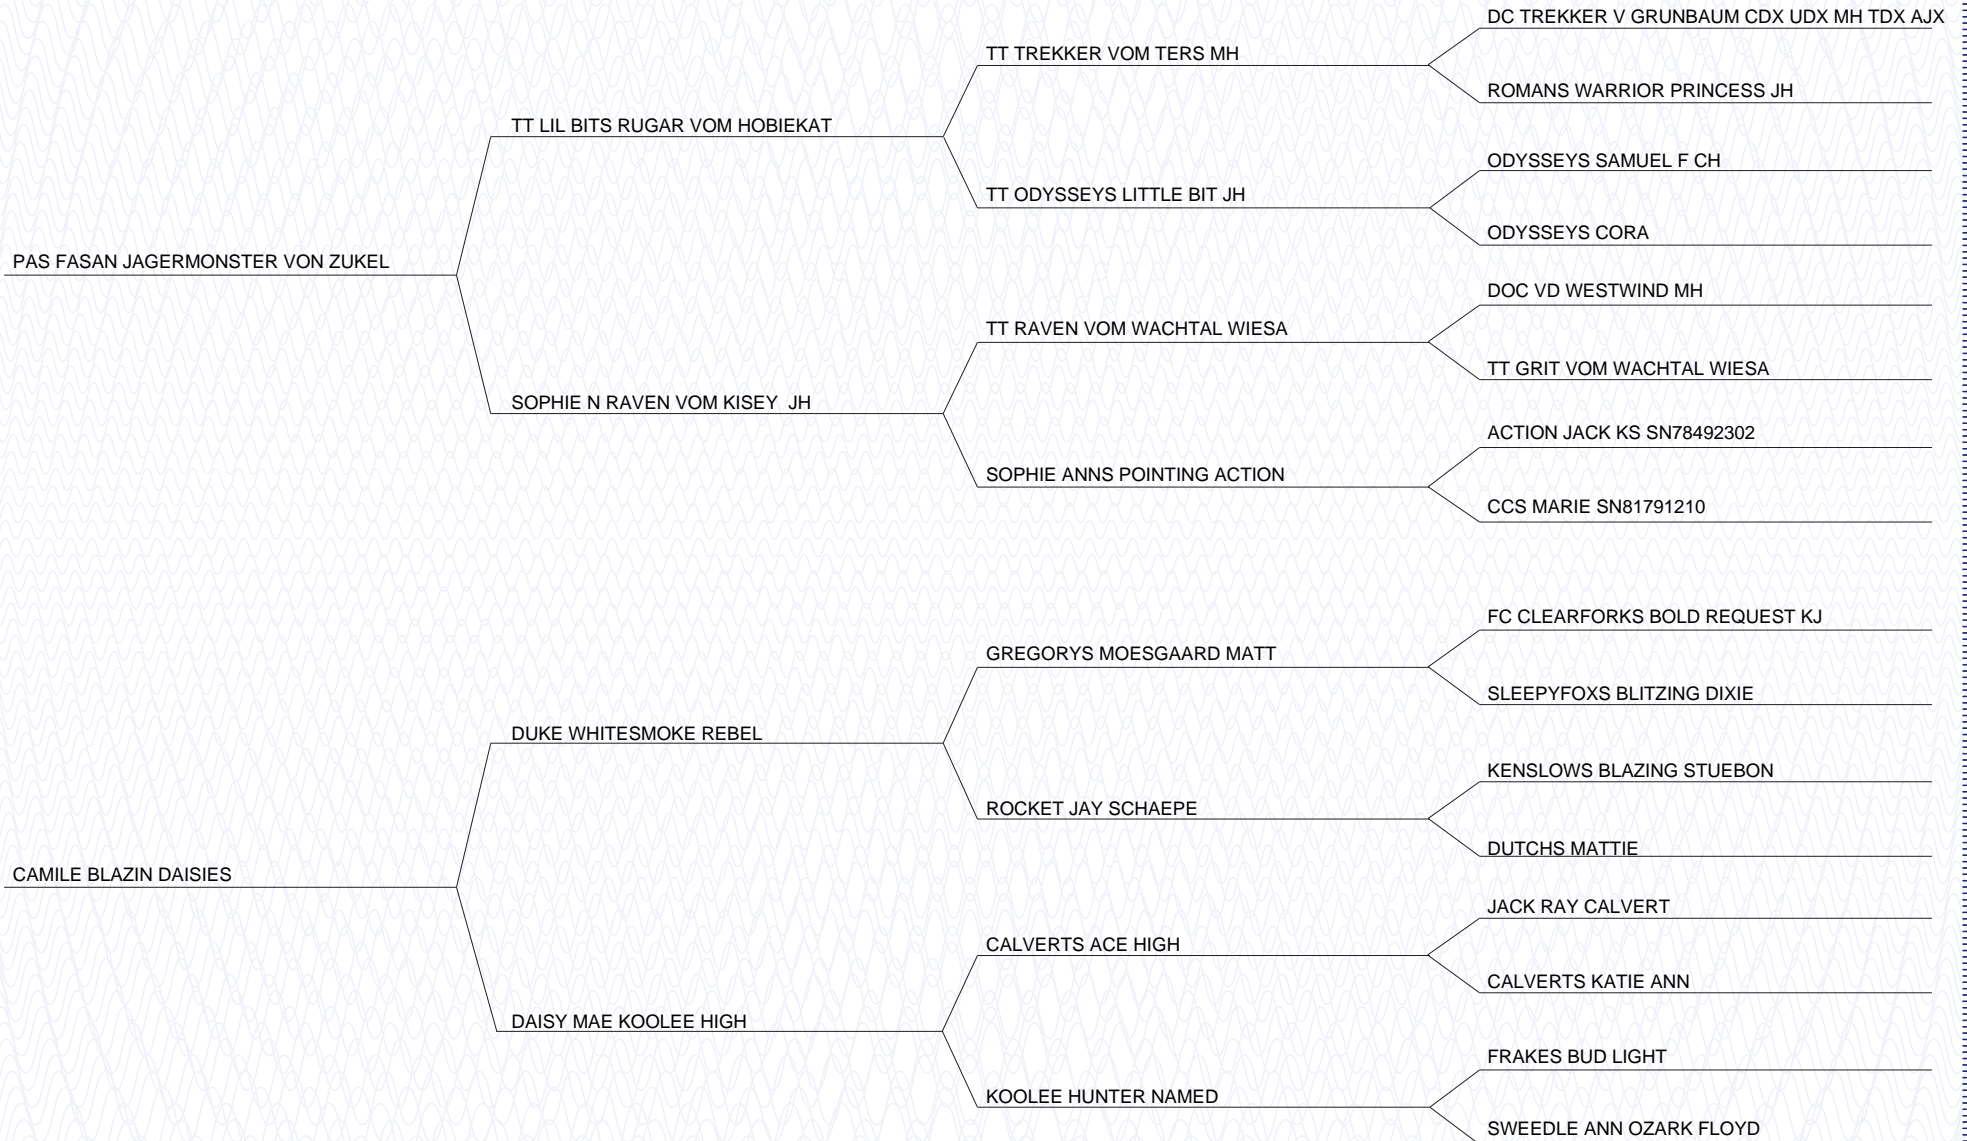 DC TREKKER V GRUNBAUM CDX UDX MH TDX AJX
TT TREKKER VOM TERS MH
ROMANS WARRIOR PRINCESS JH
TT LIL BITS RUGAR VOM HOBIEKAT
ODYSSEYS SAMUEL F CH
TT ODYSSEYS LITTLE BIT JH
ODYSSEYS CORA
PAS FASAN JAGERMONSTER VON ZUKEL
DOC VD WESTWIND MH
TT RAVEN VOM WACHTAL WIESA
TT GRIT VOM WACHTAL WIESA
SOPHIE N RAVEN VOM KISEY  JH
ACTION JACK KS SN78492302
SOPHIE ANNS POINTING ACTION
CCS MARIE SN81791210
FC CLEARFORKS BOLD REQUEST KJ
GREGORYS MOESGAARD MATT
SLEEPYFOXS BLITZING DIXIE
DUKE WHITESMOKE REBEL
KENSLOWS BLAZING STUEBON
ROCKET JAY SCHAEPE
DUTCHS MATTIE
CAMILE BLAZIN DAISIES
JACK RAY CALVERT
CALVERTS ACE HIGH
CALVERTS KATIE ANN
DAISY MAE KOOLEE HIGH
FRAKES BUD LIGHT
KOOLEE HUNTER NAMED
SWEEDLE ANN OZARK FLOYD